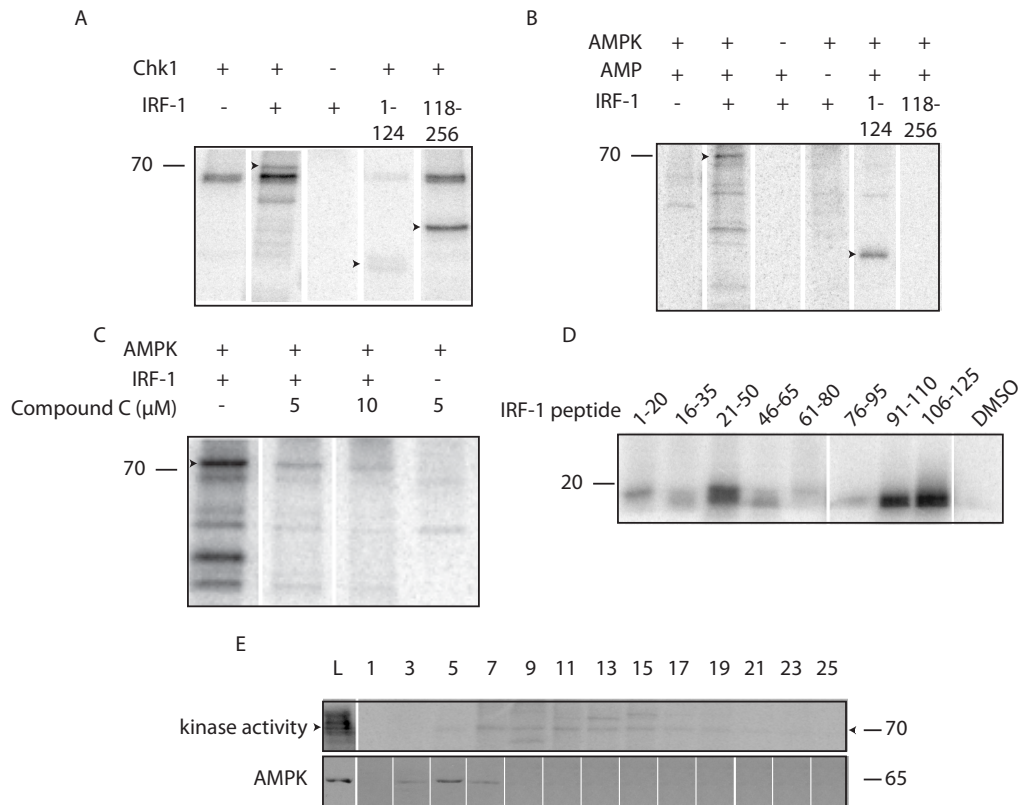 A
Chk1 + + - + +
IRF-1 - + + 1-124 118-256
70
B
AMPK + + - + + +
AMP + + + - + +
IRF-1 - + + + 1-124 118-256
70
C
AMPK + + + +
IRF-1 + + + -
Compound C (μM) - 5 10 5
70
D
IRF-1 peptide 1-20 16-35 21-50 46-65 61-80 76-95 91-110 106-125 DMSO
20
E
L 1 3 5 7 9 11 13 15 17 19 21 23 25
kinase activity 70
AMPK 65